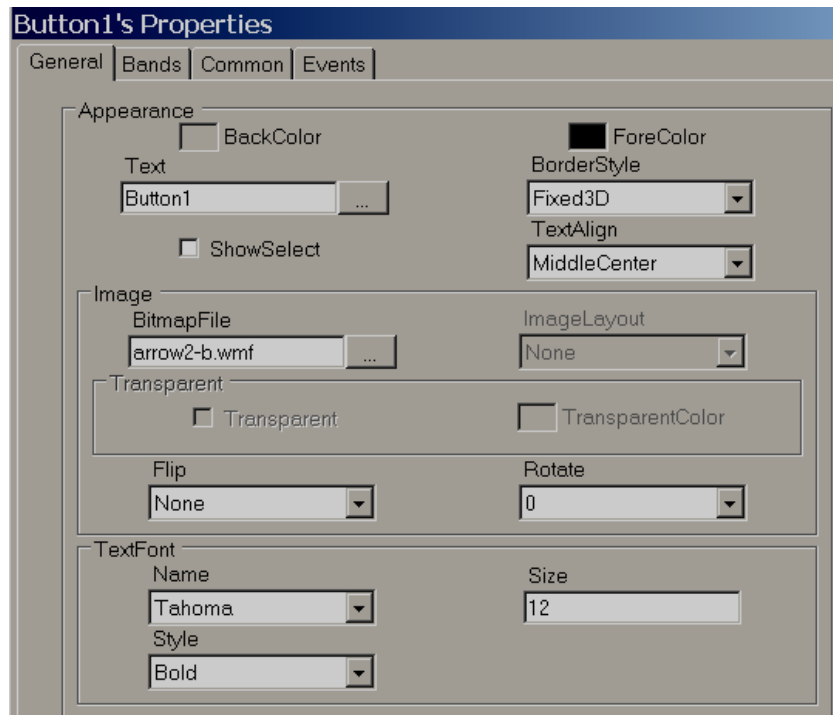 Button1's Properties
General Bands Common Events
Appearance
BackColor ForeColor
Text BorderStyle
Button1 ... Fixed3D
TextAlign
ShowSelect
MiddleCenter
Image
BitmapFile ImageLayout
arrow2-b.wmf ... None
Transparent
Transparent TransparentColor
Flip Rotate
None 0
TextFont
Name Size
Tahoma 12
Style
Bold